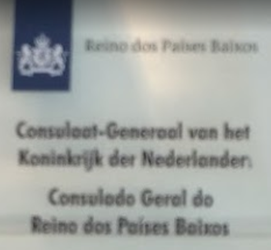 Reino dos Países Baixos
Consulaat-Generaal van het
Koninkrijk der Nederlanden
Consulado Geral do
Reino dos Países Baixos